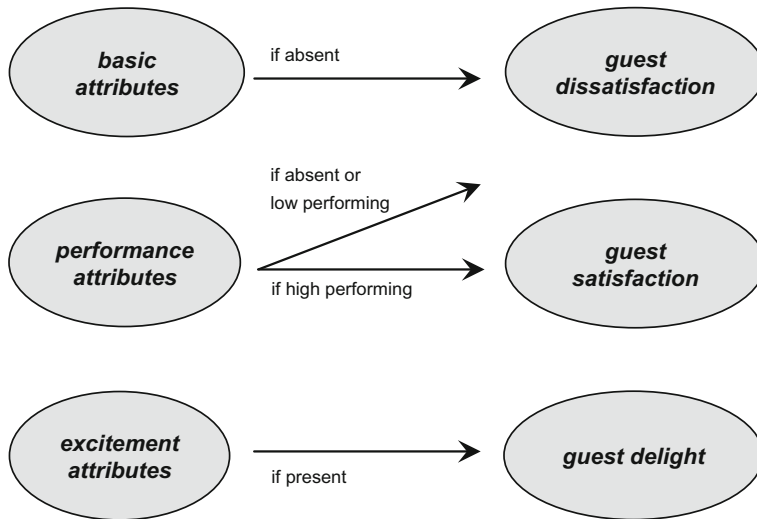 basic
attributes
if absent
guest
dissatisfaction
if absent or
low performing
performance
attributes
if high performing
guest
satisfaction
excitement
attributes
if present
guest delight